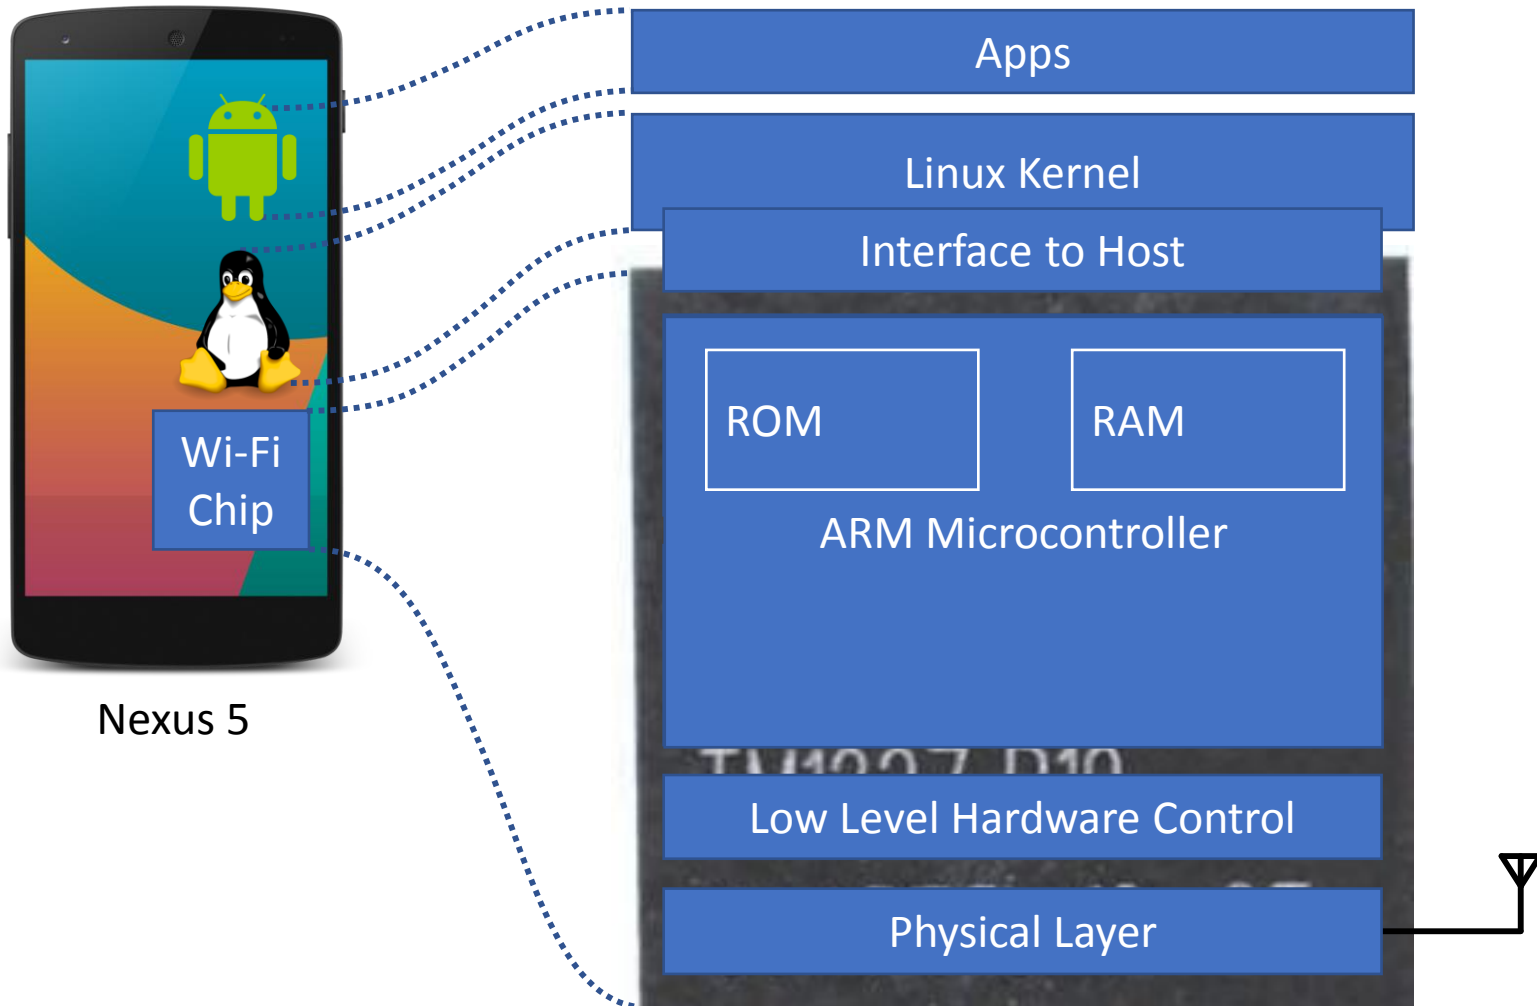 Apps
Linux Kernel
Interface to Host
ROM
RAM
ARM Microcontroller
Wi-Fi
Chip
Nexus 5
Low Level Hardware Control
Physical Layer